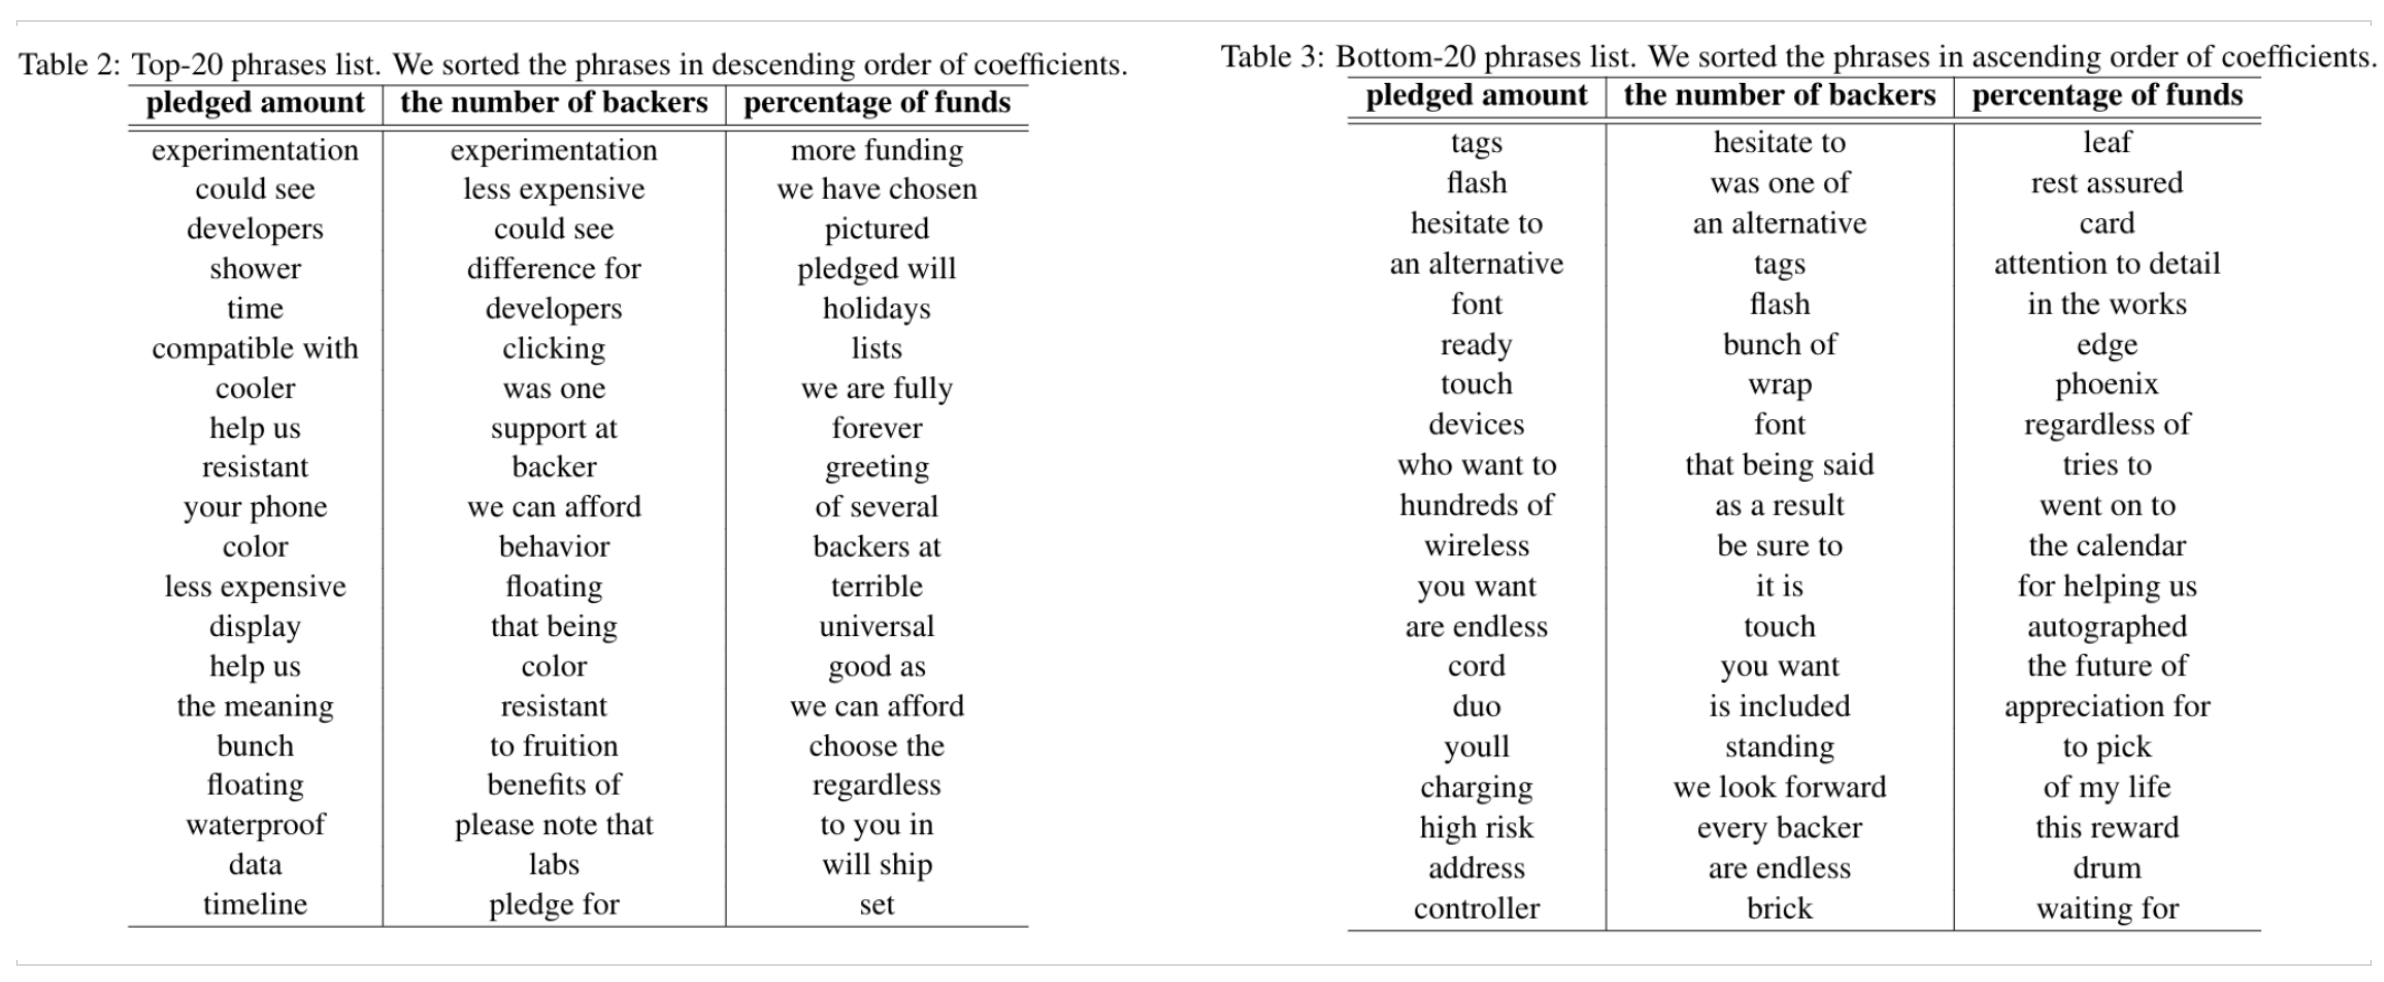 Table 2: Top-20 phrases list. We sorted the phrases in descending order of coefficients.
pledged amount the number of backers percentage of funds
experimentation experimentation more funding
could see less expensive we have chosen
developers could see pictured
shower difference for pledged will
time developers holidays
compatible with clicking lists
cooler was one we are fully
help us support at forever
resistant backer greeting
your phone we can afford of several
color behavior backers at
less expensive floating terrible
display that being universal
help us color good as
the meaning resistant we can afford
bunch to fruition choose the
floating benefits of regardless
waterproof please note that to you in
data labs will ship
timeline pledge for set
Table 3: Bottom-20 phrases list. We sorted the phrases in ascending order of coefficients.
pledged amount the number of backers percentage of funds
tags hesitate to leaf
flash was one of rest assured
hesitate to an alternative card
an alternative tags attention to detail
font flash in the works
ready bunch of edge
touch wrap phoenix
devices font regardless of
who want to that being said tries to
hundreds of as a result went on to
wireless be sure to the calendar
you want it is for helping us
are endless touch autographed
cord you want the future of
duo is included appreciation for
youll standing to pick
charging we look forward of my life
high risk every backer this reward
address are endless drum
controller brick waiting for